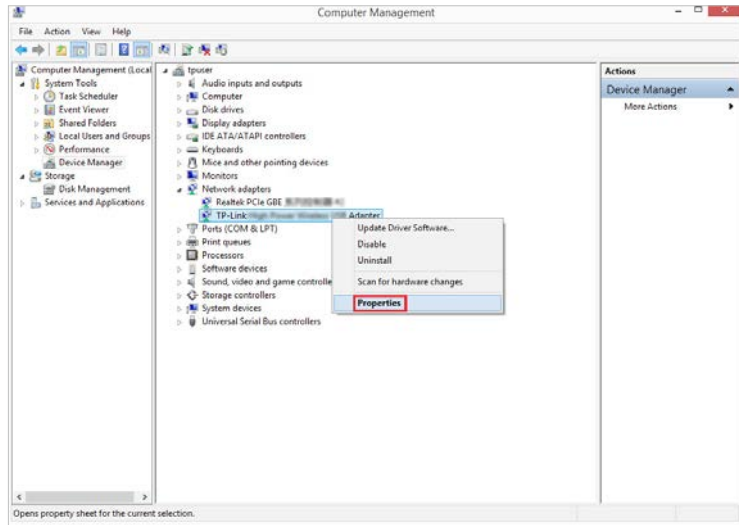 Computer Management
File Action View Help
Computer Management (Local
System Tools
Task Scheduler
Event Viewer
Shared Folders
Local Users and Groups
Performance
Device Manager
Storage
Disk Management
Services and Applications
tpuser
Audio inputs and outputs
Computer
Disk drives
Display adapters
IDE ATA/ATAPI controllers
Keyboards
Mice and other pointing devices
Monitors
Network adapters
Realtek PCIe GBE
TP-Link Adapter
Ports (COM & LPT)
Print queues
Processors
Software devices
Sound, video and game controlle
Storage controllers
System devices
Universal Serial Bus controllers
Update Driver Software...
Disable
Uninstall
Scan for hardware changes
Properties
Actions
Device Manager
More Actions
Opens property sheet for the current selection.